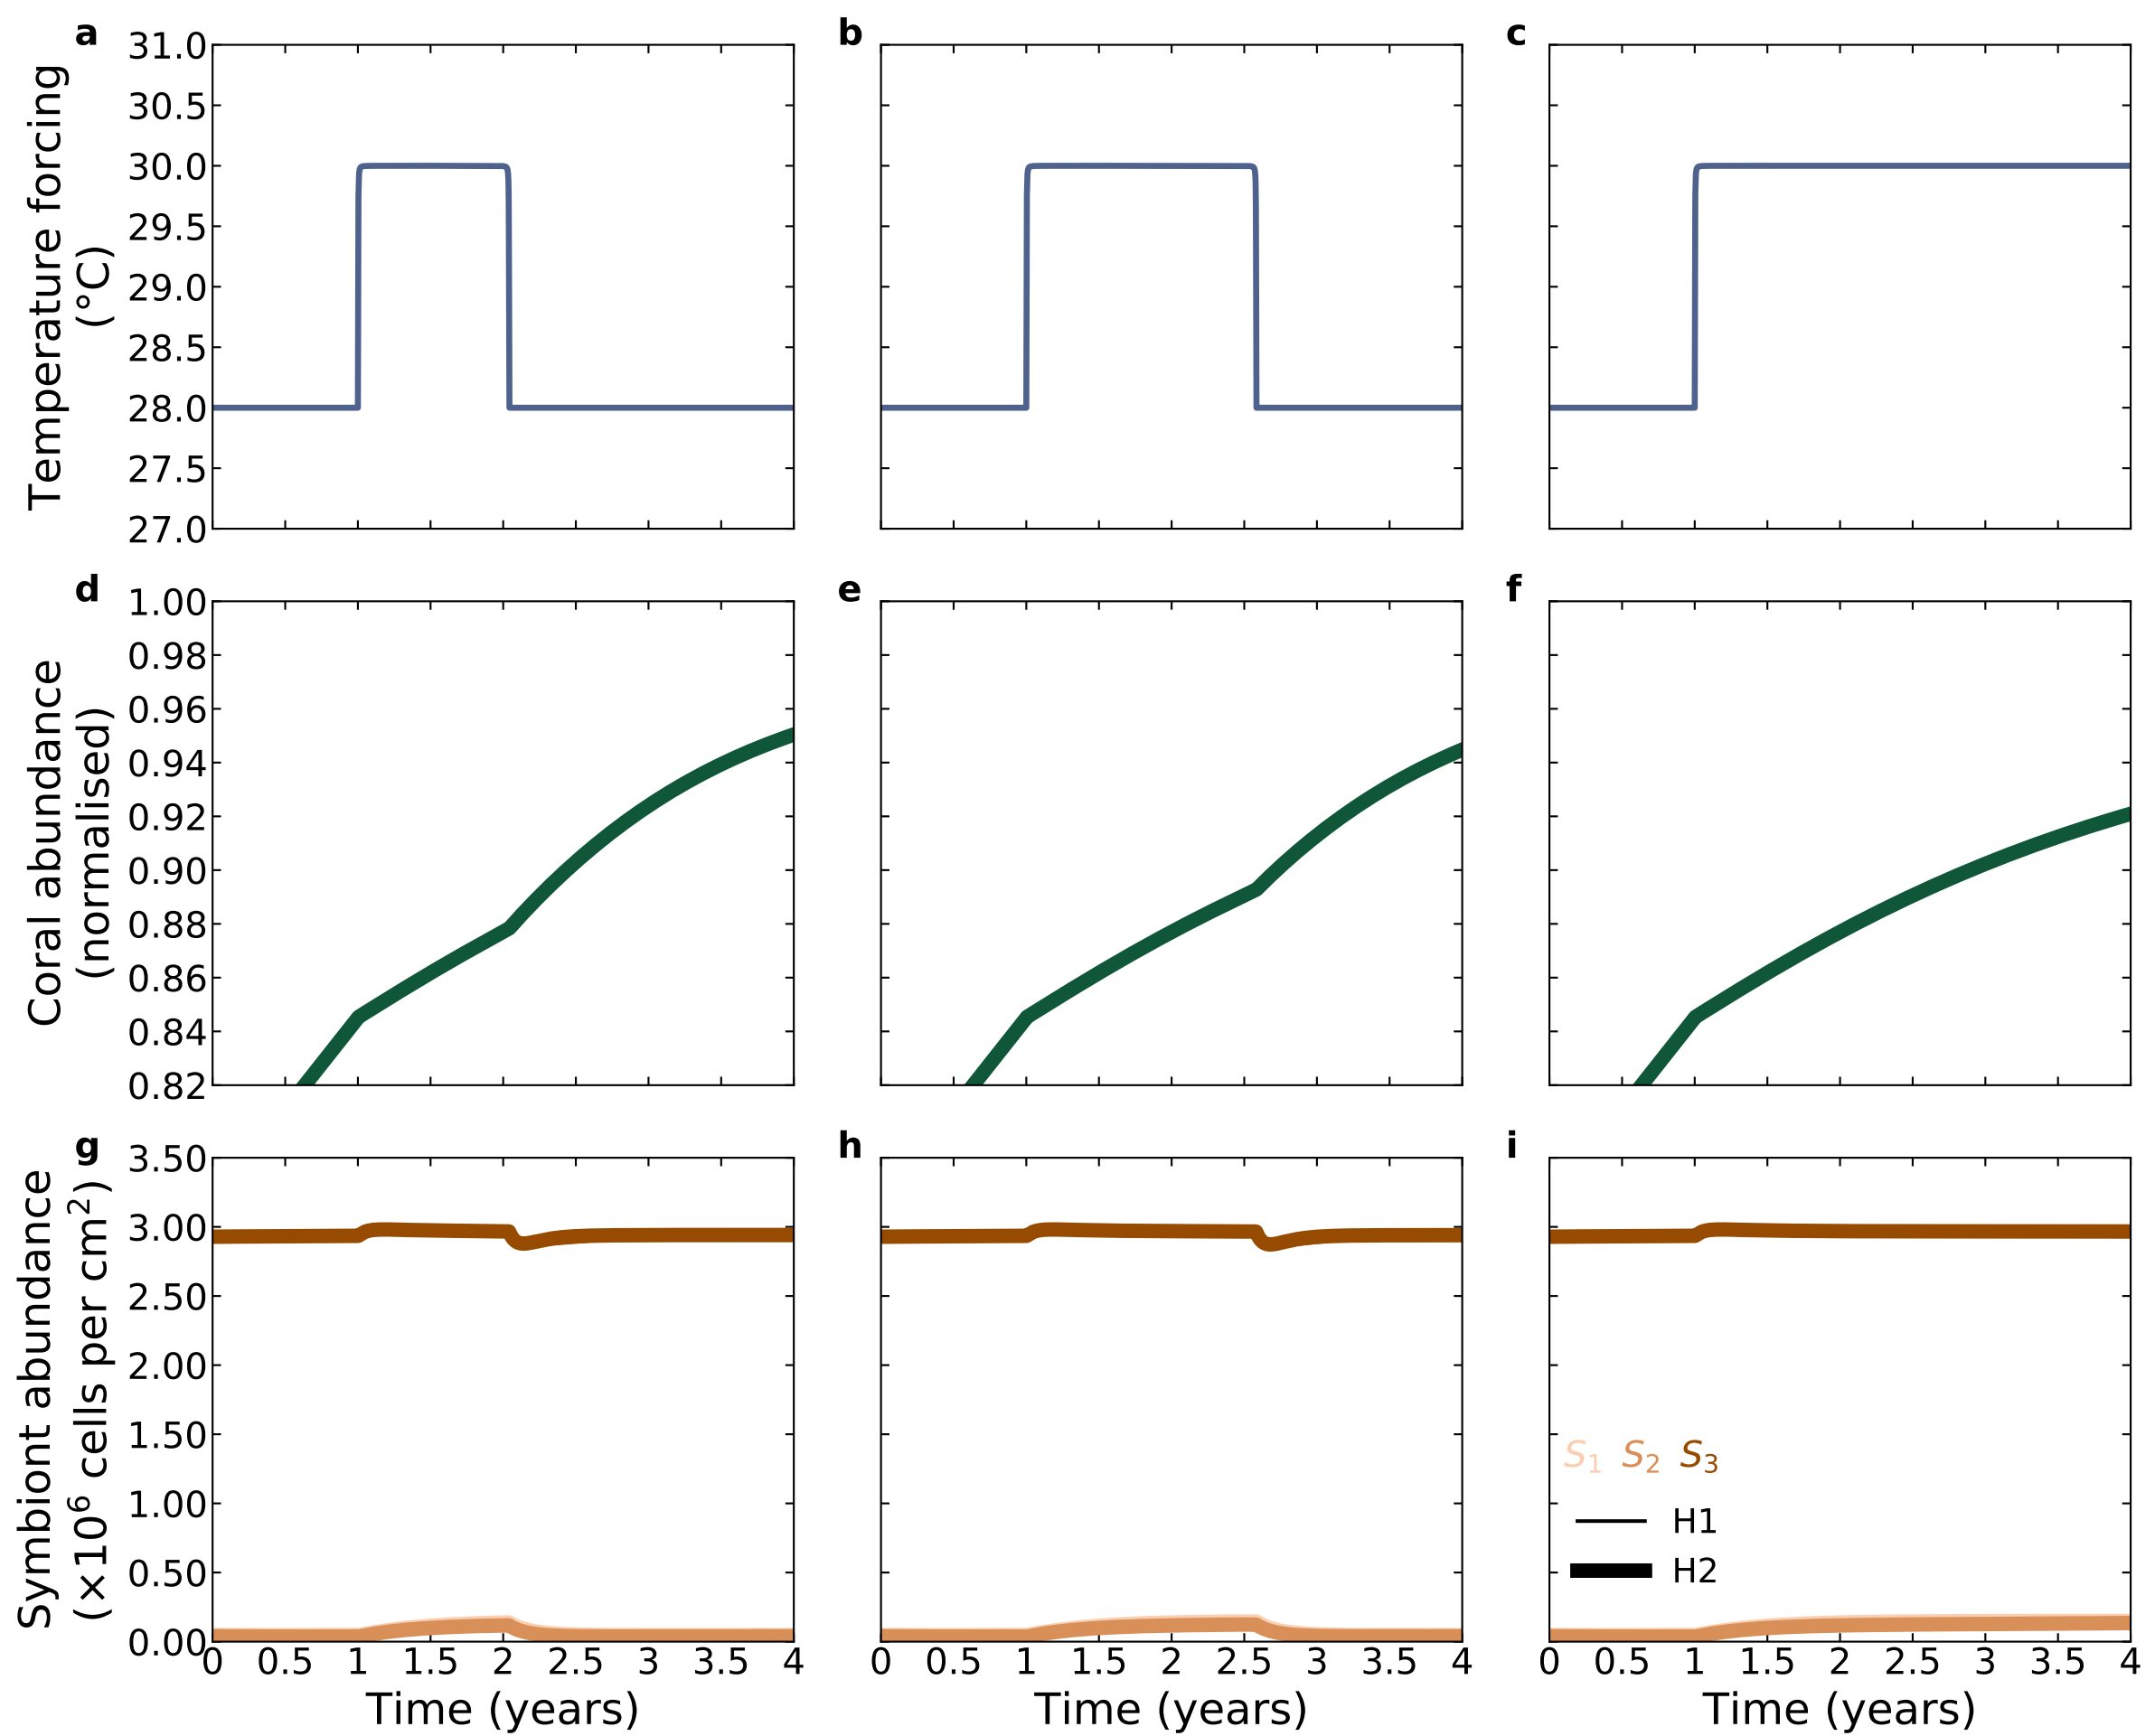 a
b
c
Temperature forcing
(°C)
31.0
30.5
30.0
29.5
29.0
28.5
28.0
27.5
27.0
d
e
f
Coral abundance
(normalised)
1.00
0.98
0.96
0.94
0.92
0.90
0.88
0.86
0.84
0.82
g
h
i
Symbiont abundance
(×10⁶ cells per cm²)
3.50
3.00
2.50
2.00
1.50
1.00
0.50
0.00
S₁ S₂ S₃
H1
H2
0 0.5 1 1.5 2 2.5 3 3.5 4
0 0.5 1 1.5 2 2.5 3 3.5 4
0 0.5 1 1.5 2 2.5 3 3.5 4
Time (years)
Time (years)
Time (years)